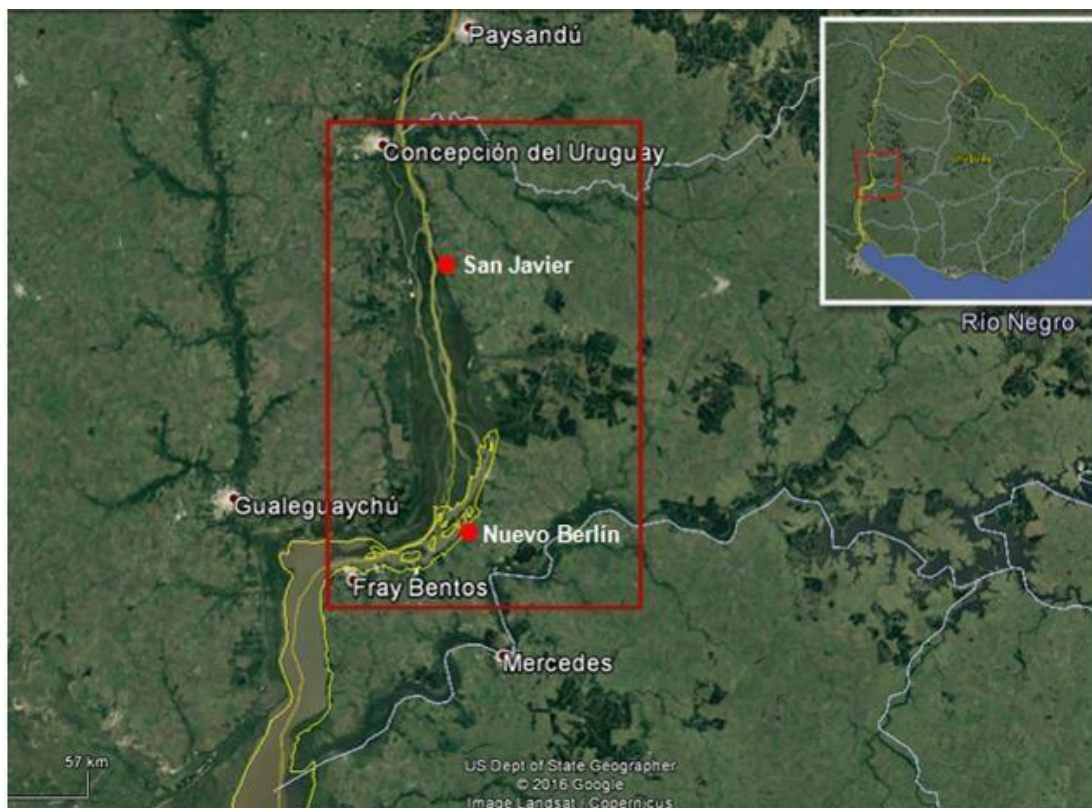 Paysandú
Concepción del Uruguay
San Javier
uruguay
Río Negro
Gualeguaychú
Nuevo Berlín
Fray Bentos
Mercedes
57 km
US Dept of State Geographer
© 2016 Google
Image Landsat / Copernicus